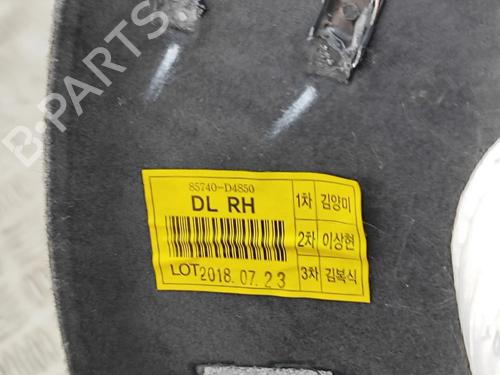 B-PARTS
85740-D4850
DL RH
LOT2018.07.23
1차 김양미
2차 이상현
3차 김복식